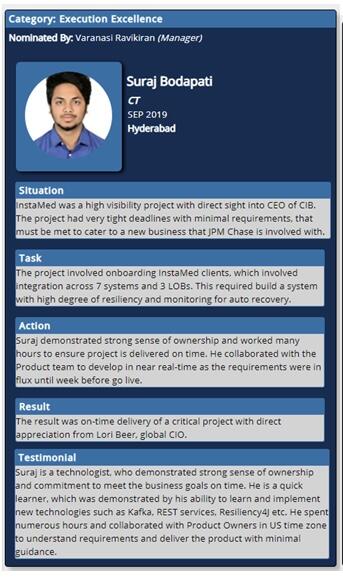 Category: Execution Excellence
Nominated By: Varanasi Ravikiran (Manager)
Suraj Bodapati
CT
SEP 2019
Hyderabad
Situation
InstaMed was a high visibility project with direct sight into CEO of CIB.
The project had very tight deadlines with minimal requirements, that
must be met to cater to a new business that JPM Chase is involved with.
Task
The project involved onboarding InstaMed clients, which involved
integration across 7 systems and 3 LOBs. This required build a system
with high degree of resiliency and monitoring for auto recovery.
Action
Suraj demonstrated strong sense of ownership and worked many
hours to ensure project is delivered on time. He collaborated with the
Product team to develop in near real-time as the requirements were in
flux until week before go live.
Result
The result was on-time delivery of a critical project with direct
appreciation from Lori Beer, global CIO.
Testimonial
Suraj is a technologist, who demonstrated strong sense of ownership
and commitment to meet the business goals on time. He is a quick
learner, which was demonstrated by his ability to learn and implement
new technologies such as Kafka, REST services, Resiliency4J etc. He spent
numerous hours and collaborated with Product Owners in US time zone
to understand requirements and deliver the product with minimal
guidance.